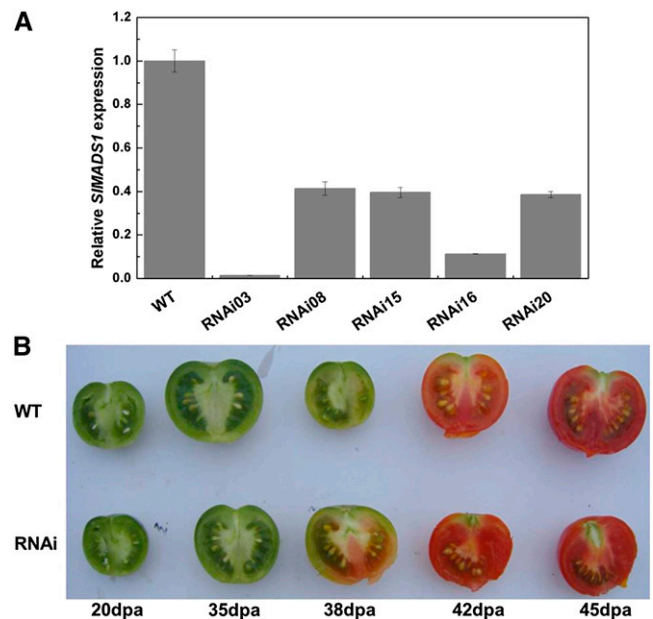 A
Relative SlMADS1 expression
1.2
1.0
0.8
0.6
0.4
0.2
0.0
WT
RNAi03
RNAi08
RNAi15
RNAi16
RNAi20
B
WT
RNAi
20dpa
35dpa
38dpa
42dpa
45dpa